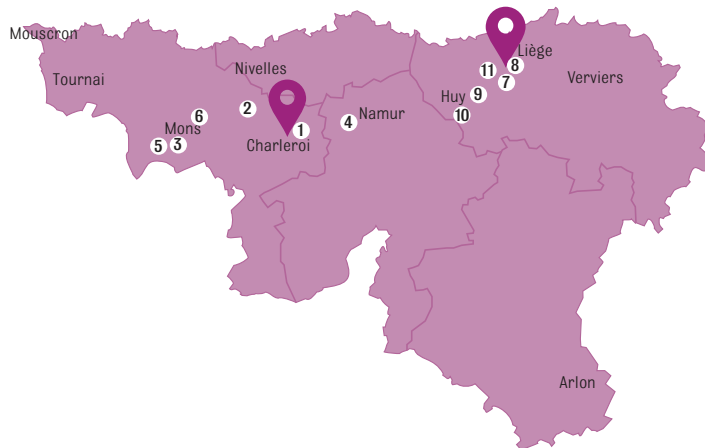 Mouscron
Tournai
Nivelles
Liège
8
11
7
Verviers
Huy
9
10
2
6
Mons
5
3
1
Charleroi
4
Namur
Arlon